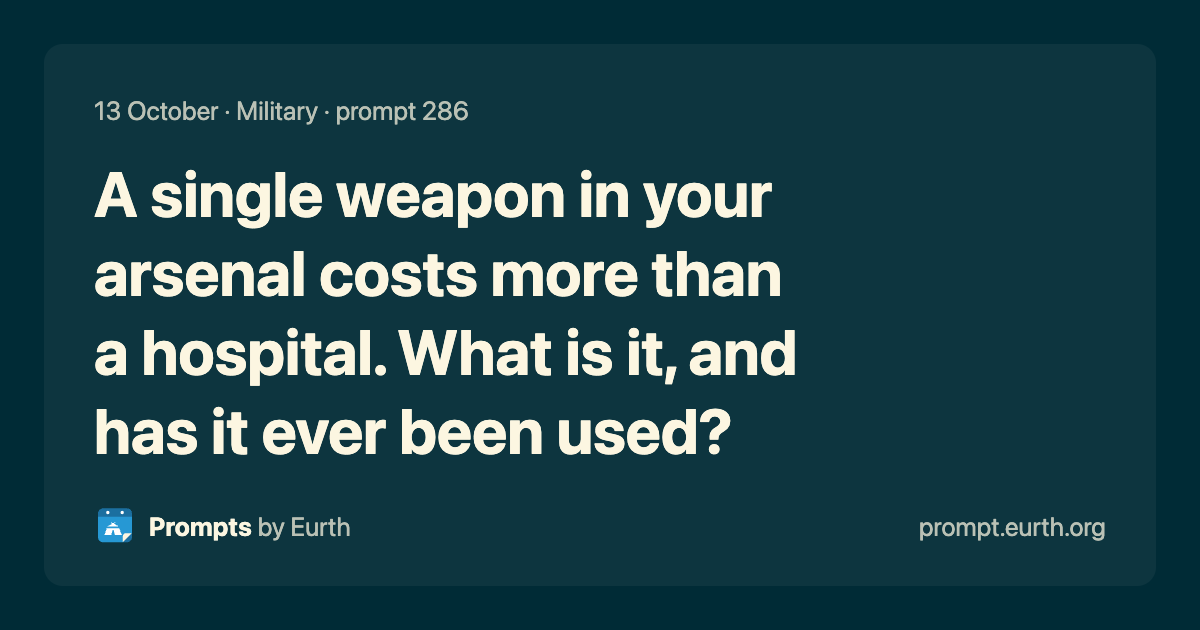 13 October · Military · prompt 286
A single weapon in your
arsenal costs more than
a hospital. What is it, and
has it ever been used?
Prompts by Eurth
prompt.eurth.org